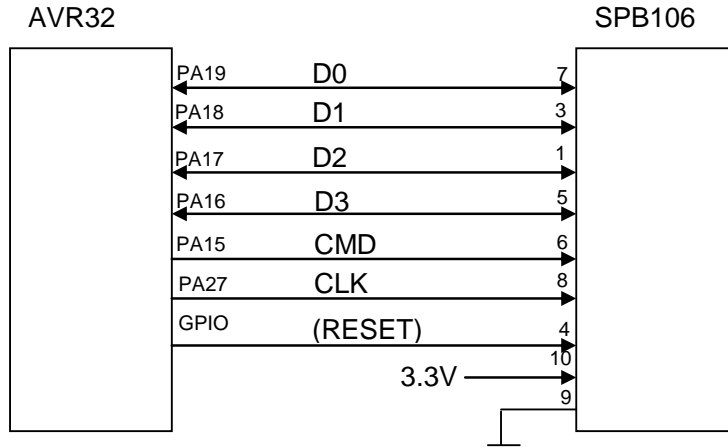 AVR32 SPB106
PA19 D0 7
PA18 D1 3
PA17 D2 1
PA16 D3 5
PA15 CMD 6
PA27 CLK 8
GPIO (RESET) 4
3.3V 10
9